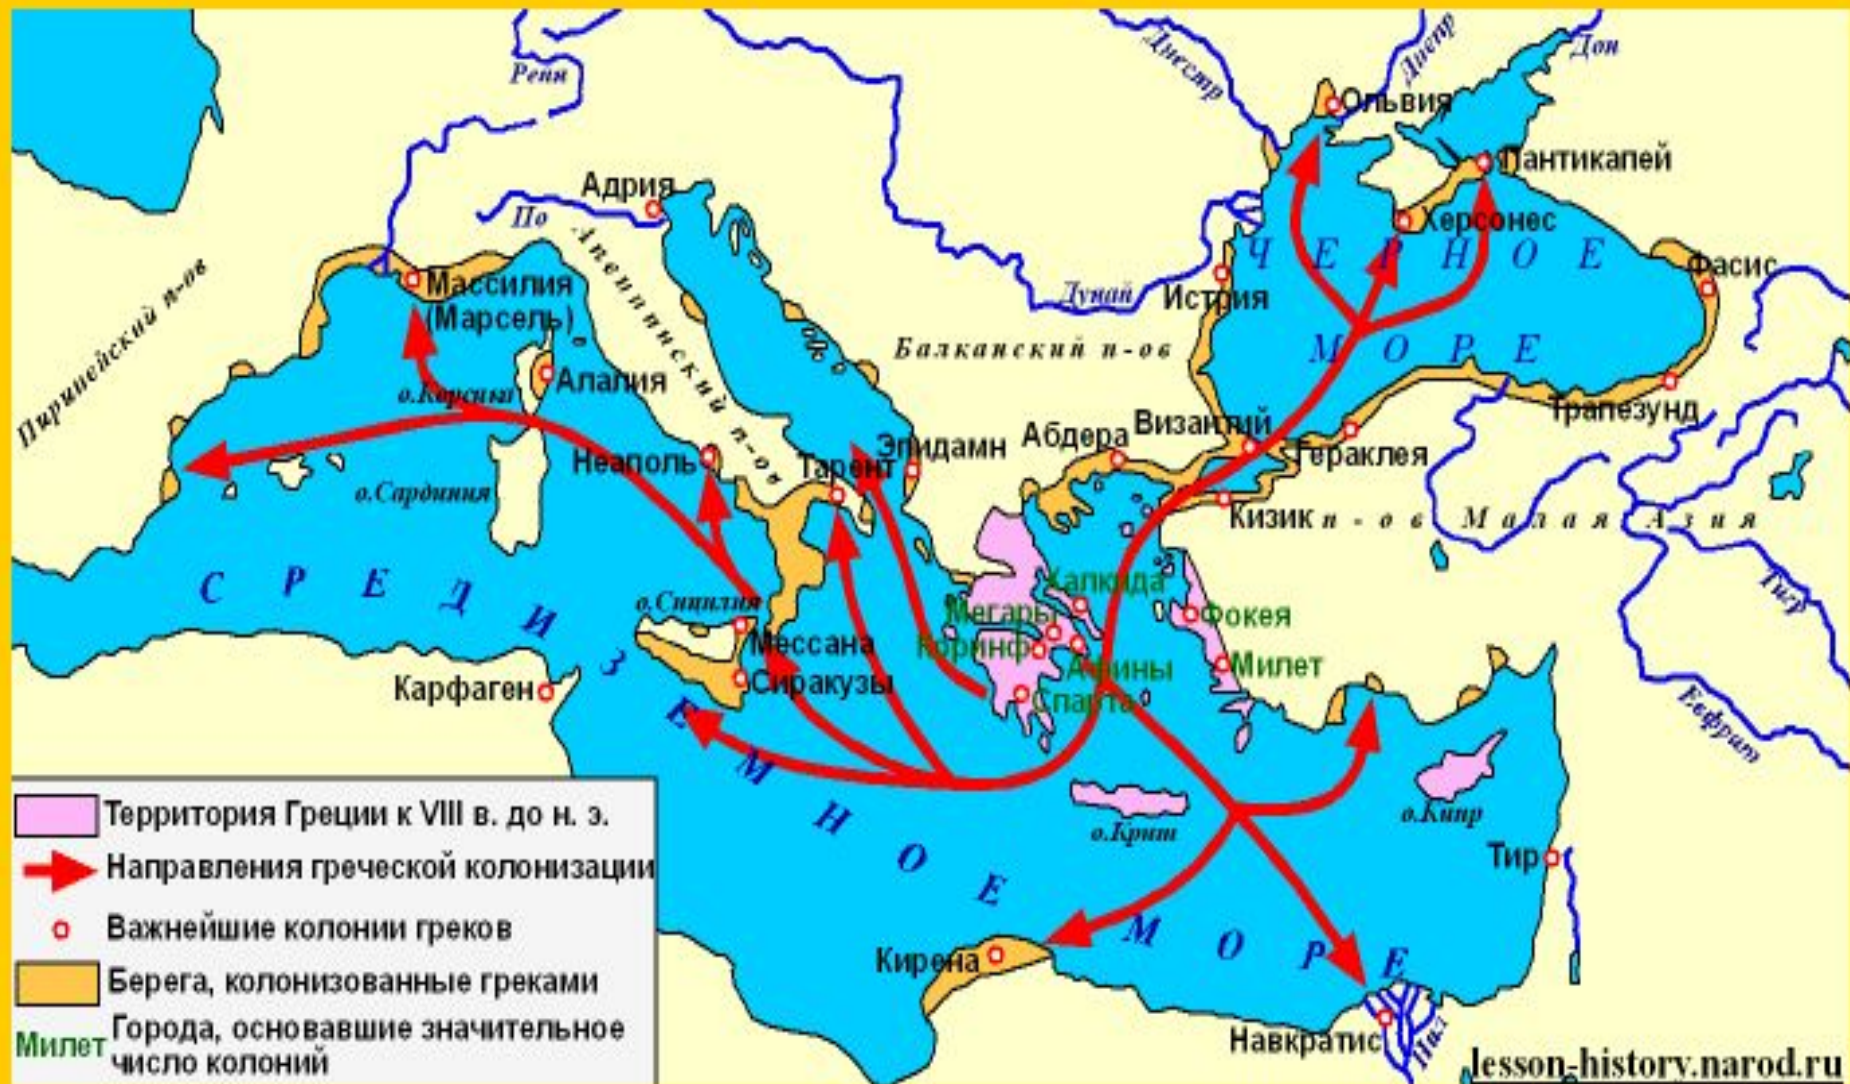 Днестр
Днепр
Дон
Ольвия
Пантикапей
Херсонес
Рейн
Адрия
По
Апеннинский п-ов
Пиринейский п-ов
Массилия
(Марсель)
Алалия
о.Корсика
о.Сардиния
Неаполь
Тарент
Эпидамн
Балканский п-ов
Дунай
Истрия
ЧЕРНОЕ
МОРЕ
Фасис
Трапезунд
Абдера
Византий
Гераклея
Кизик
п-ов Малая Азия
Тигр
Евфрат
СРЕДИЗЕМНОЕ МОРЕ
о.Сицилия
Мессана
Сиракузы
Карфаген
Халкида
Мегары
Коринф
Афины
Спарта
Фокея
Милет
о.Крит
о.Кипр
Тир
Кирена
Навкратис
Нил
Территория Греции к VIII в. до н. э.
Направления греческой колонизации
Важнейшие колонии греков
Берега, колонизованные греками
Милет
Города, основавшие значительное
число колоний
lesson-history.narod.ru